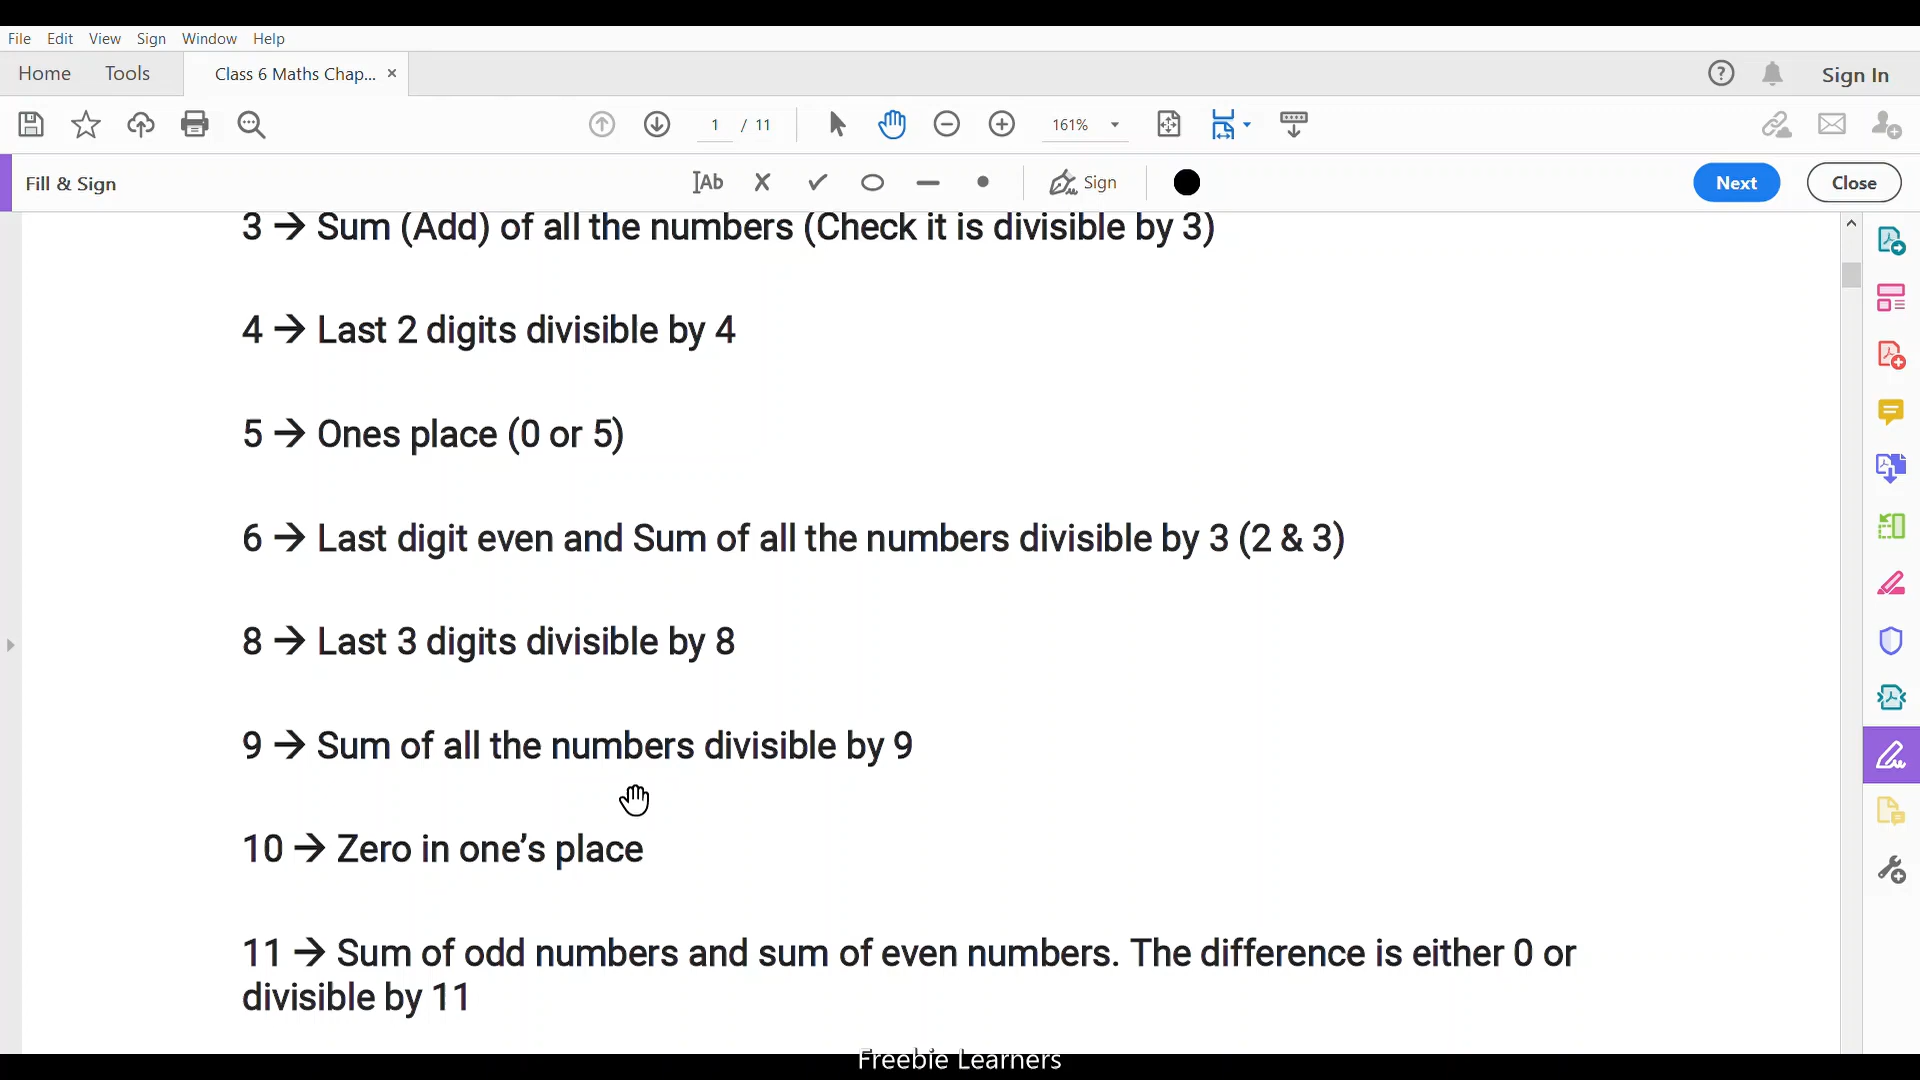 File Edit View Sign Window Help
Home Tools Class 6 Maths Chap... × Sign In
1 / 11 161%
Fill & Sign Ab Sign Next Close
3 → Sum (Add) of all the numbers (Check it is divisible by 3)
4 → Last 2 digits divisible by 4
5 → Ones place (0 or 5)
6 → Last digit even and Sum of all the numbers divisible by 3 (2 & 3)
8 → Last 3 digits divisible by 8
9 → Sum of all the numbers divisible by 9
10 → Zero in one’s place
11 → Sum of odd numbers and sum of even numbers. The difference is either 0 or
divisible by 11
Freebie Learners